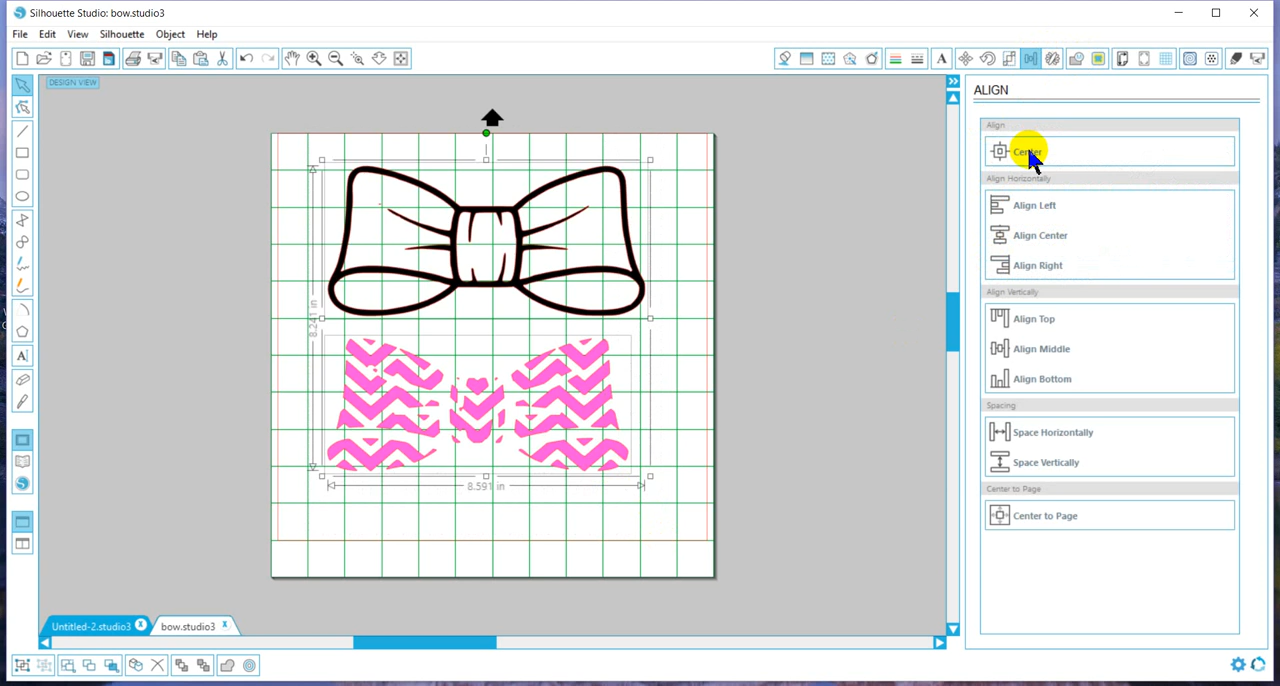 Silhouette Studio: bow.studio3
File Edit View Silhouette Object Help
DESIGN VIEW
ALIGN
Align
Center
Align Horizontally
Align Left
Align Center
Align Right
Align Vertically
Align Top
Align Middle
Align Bottom
Spacing
Space Horizontally
Space Vertically
Center to Page
Center to Page
8.241 in
8.591 in
Untitled-2.studio3 x bow.studio3 x